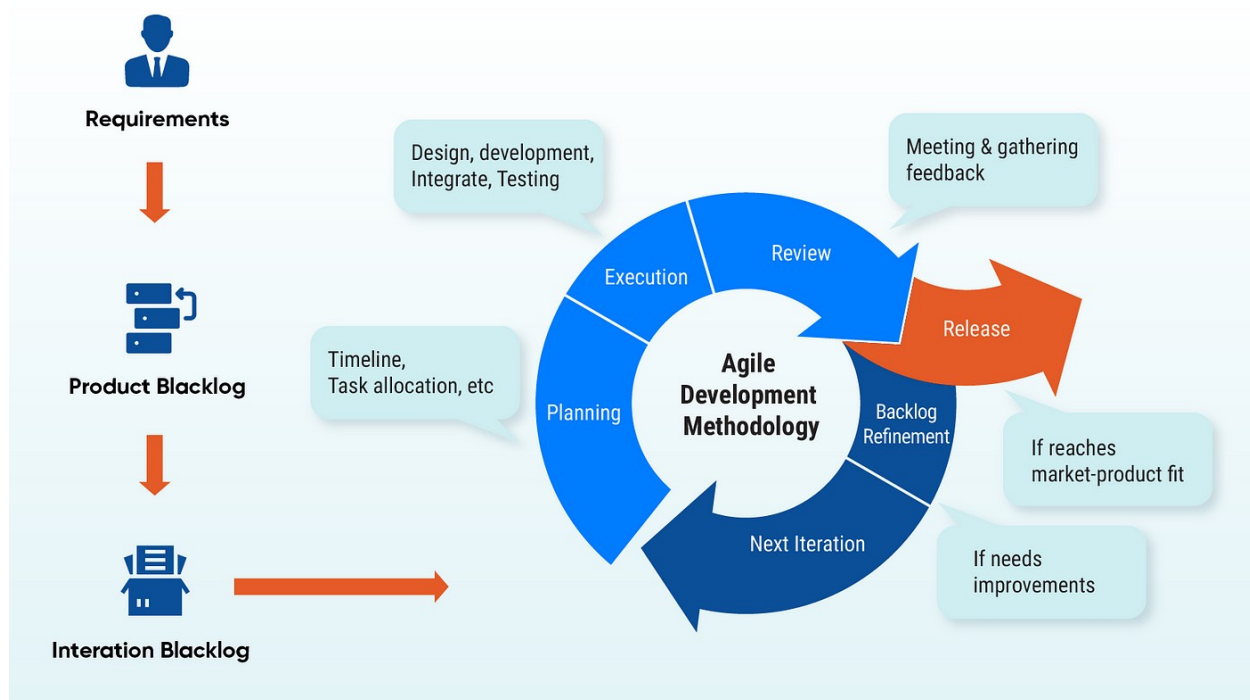 Requirements
Product Blacklog
Interation Blacklog
Design, development,
Integrate, Testing
Meeting & gathering
feedback
Timeline,
Task allocation, etc
Planning
Execution
Review
Release
Agile
Development
Methodology
Backlog
Refinement
Next Iteration
If reaches
market-product fit
If needs
improvements